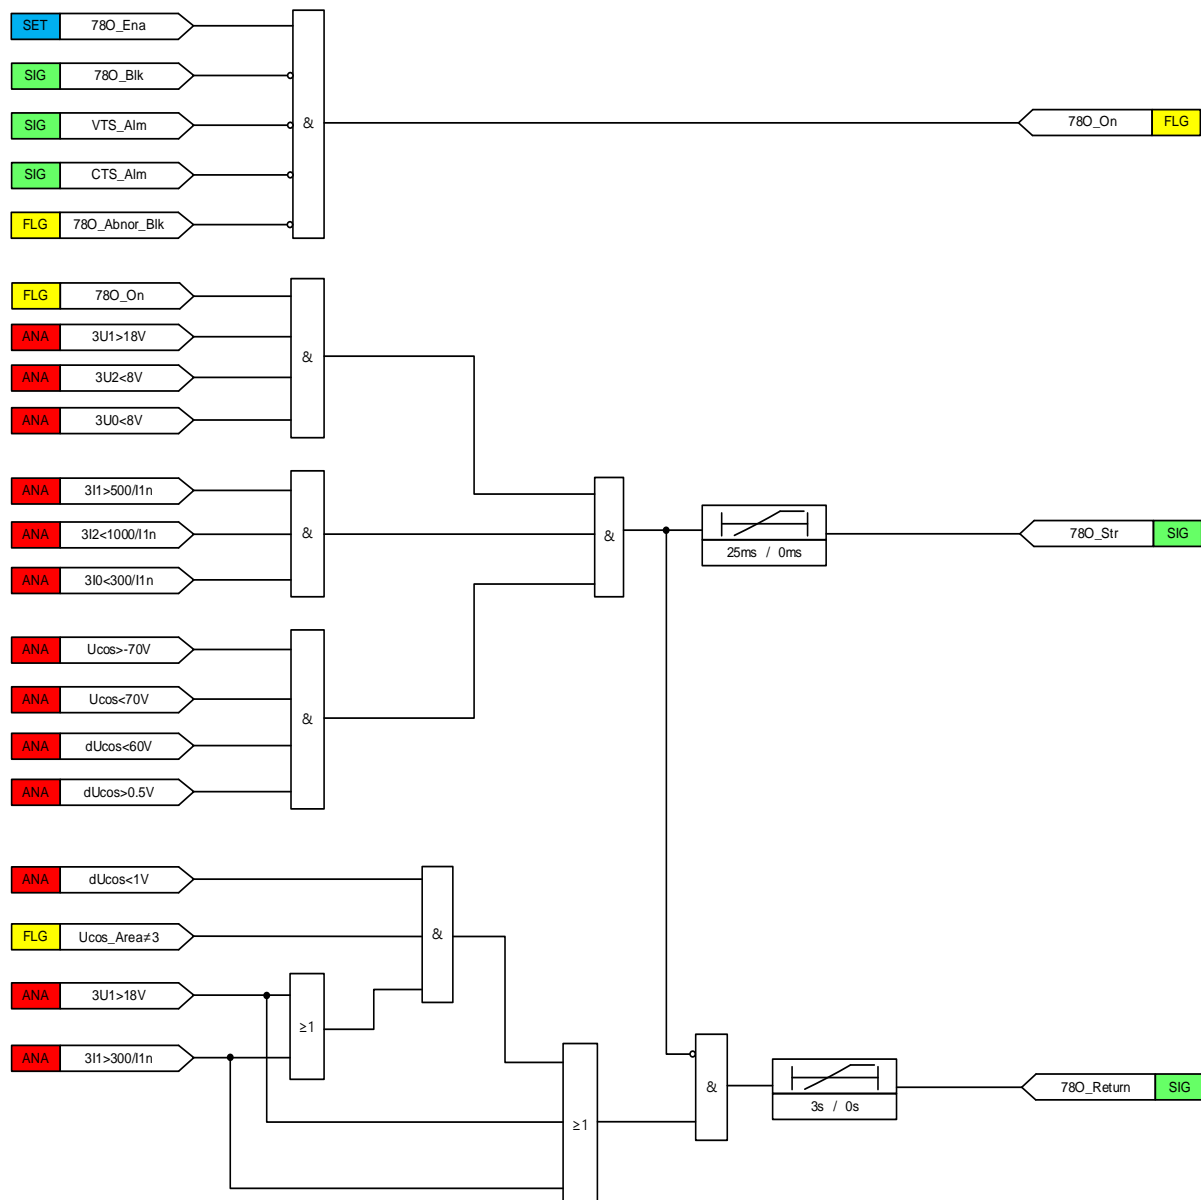 SET 78O_Ena
SIG 78O_Blk
SIG VTS_Alm
&
78O_On FLG
SIG CTS_Alm
FLG 78O_Abnor_Blk
FLG 78O_On
ANA 3U1>18V
&
ANA 3U2<8V
ANA 3U0<8V
ANA 3I1>500/I1n
ANA 3I2<1000/I1n
&
&
78O_Str SIG
25ms / 0ms
ANA 3I0<300/I1n
ANA Ucos>-70V
ANA Ucos<70V
&
ANA dUcos<60V
ANA dUcos>0.5V
ANA dUcos<1V
FLG Ucos_Area≠3
&
ANA 3U1>18V
≥1
ANA 3I1>300/I1n
&
78O_Return SIG
3s / 0s
≥1